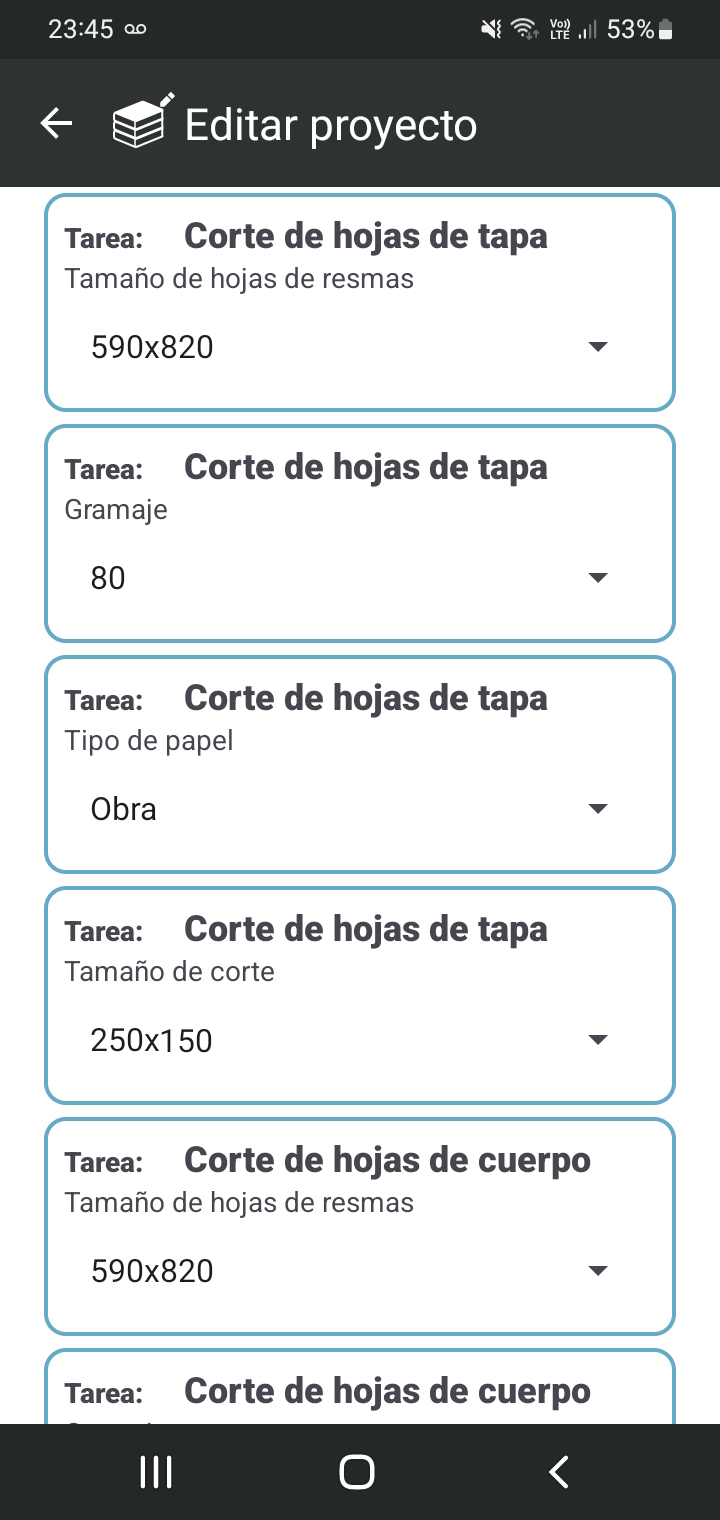 23:45
Vo)) LTE 53%
Editar proyecto
Tarea: Corte de hojas de tapa
Tamaño de hojas de resmas
590x820
Tarea: Corte de hojas de tapa
Gramaje
80
Tarea: Corte de hojas de tapa
Tipo de papel
Obra
Tarea: Corte de hojas de tapa
Tamaño de corte
250x150
Tarea: Corte de hojas de cuerpo
Tamaño de hojas de resmas
590x820
Tarea: Corte de hojas de cuerpo